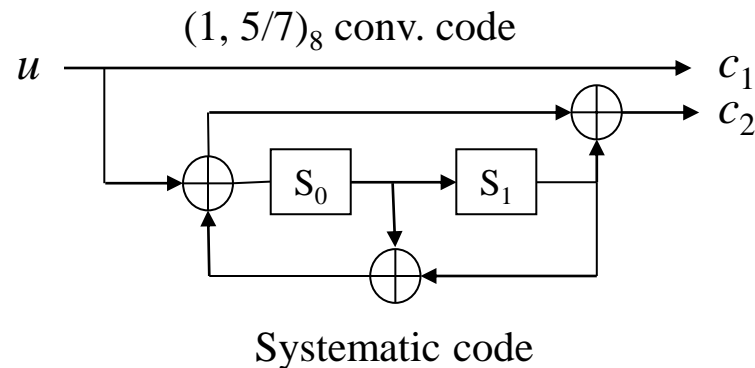 (1, 5/7)₈ conv. code
u c₁
c₂
S₀ S₁
Systematic code